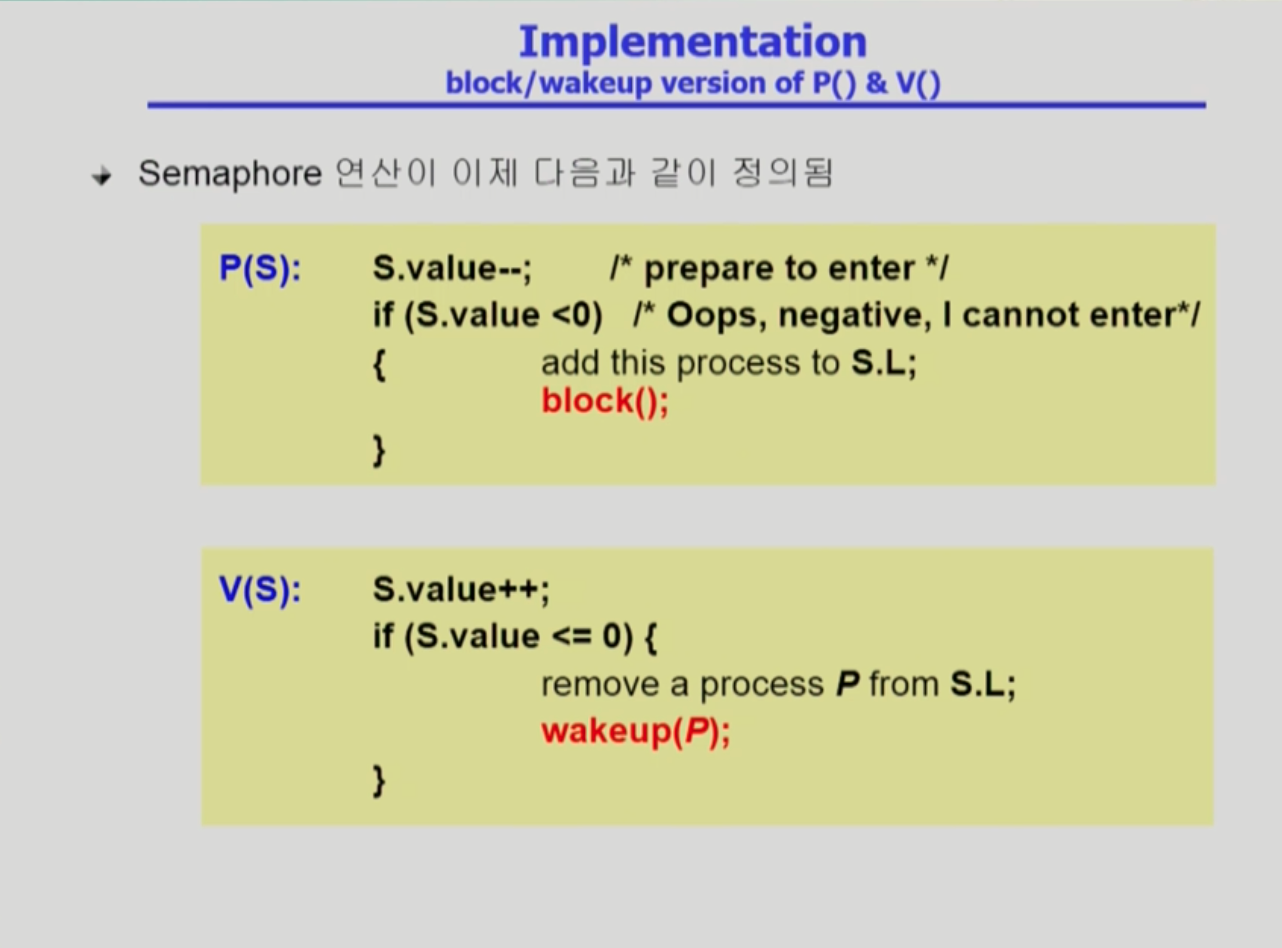 Implementation
block/wakeup version of P() & V()
Semaphore 연산이 이제 다음과 같이 정의됨
P(S): S.value--; /* prepare to enter */
if (S.value <0) /* Oops, negative, I cannot enter*/
{ add this process to S.L;
block();
}
V(S): S.value++;
if (S.value <= 0) {
remove a process P from S.L;
wakeup(P);
}